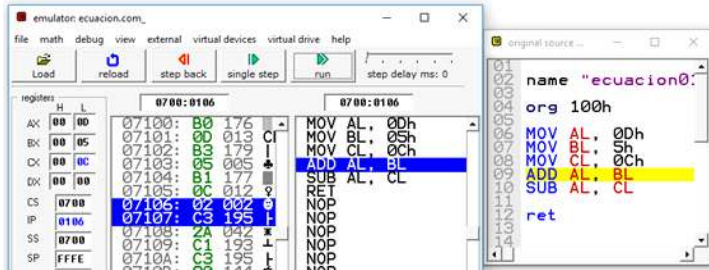 emulator: ecuacion.com_
file math debug view external virtual devices virtual drive help
Load reload step back single step run step delay ms: 0
registers H L
0700:0106 0700:0106
AX 00 0D
BX 00 05
CX 00 0C
DX 00 00
CS 0700
IP 0106
SS 0700
SP FFFE
07100: B0 176
07101: 0D 013 CI
07102: B3 179
07103: 05 005 ♣
07104: B1 177
07105: 0C 012 ♀
07106: 02 002
07107: C3 195 ├
07108: 2A 042 *
07109: C1 193 ┴
0710A: C3 195 ├
MOV AL, 0Dh
MOV BL, 05h
MOV CL, 0Ch
ADD AL, BL
SUB AL, CL
RET
NOP
NOP
NOP
NOP
NOP
NOP
original source ...
01
02 name "ecuacion0
03
04 org 100h
05
06 MOV AL, 0Dh
07 MOV BL, 5h
08 MOV CL, 0Ch
09 ADD AL, BL
10 SUB AL, CL
11
12 ret
13
14